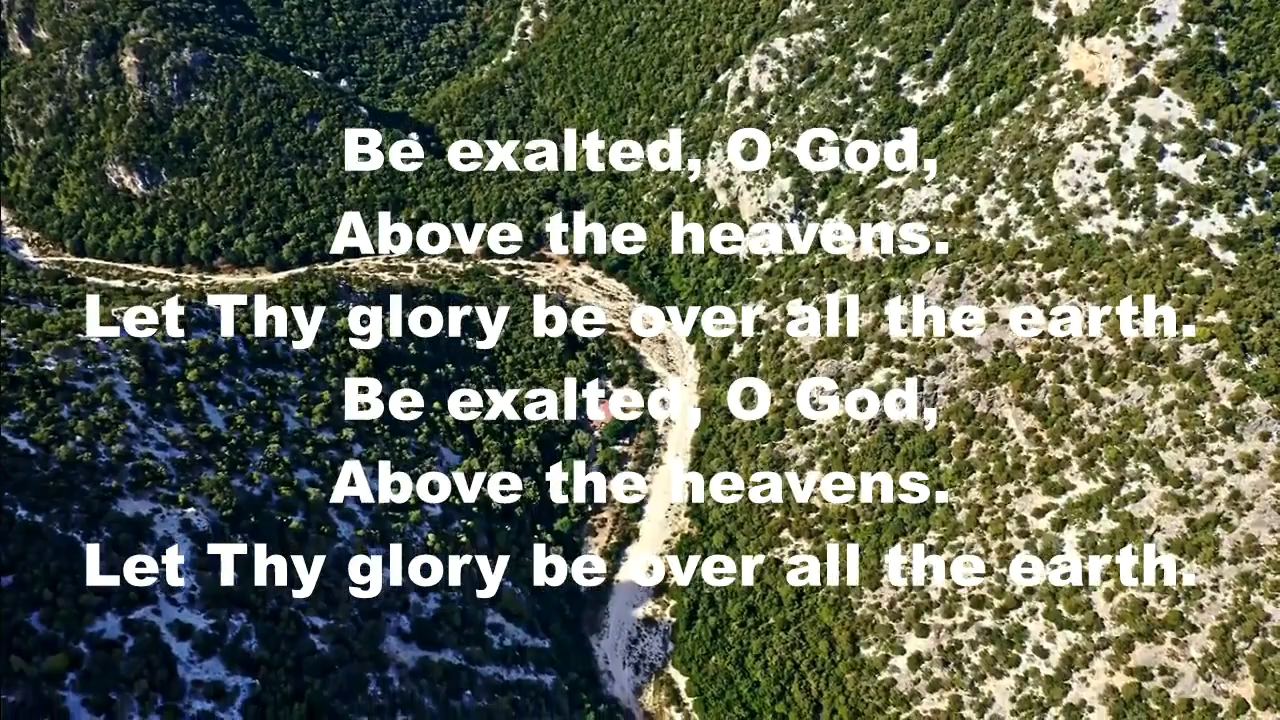 Be exalted, O God,
Above the heavens.
Let Thy glory be over all the earth.
Be exalted, O God,
Above the heavens.
Let Thy glory be over all the earth.